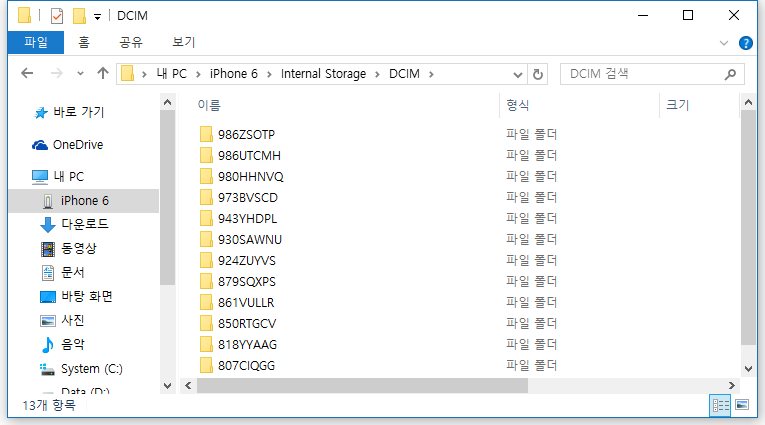 DCIM
파일 홈 공유 보기
내 PC iPhone 6 Internal Storage DCIM DCIM 검색
이름 형식 크기
바로 가기
OneDrive
내 PC
iPhone 6
다운로드
동영상
문서
바탕 화면
사진
음악
System (C:)
Data (D:)
986ZSOTP 파일 폴더
986UTCMH 파일 폴더
980HHNVQ 파일 폴더
973BVSCD 파일 폴더
943YHDPL 파일 폴더
930SAWNU 파일 폴더
924ZUYVS 파일 폴더
879SQXPS 파일 폴더
861VULLR 파일 폴더
850RTGCV 파일 폴더
818YYAAG 파일 폴더
807CIQGG 파일 폴더
13개 항목